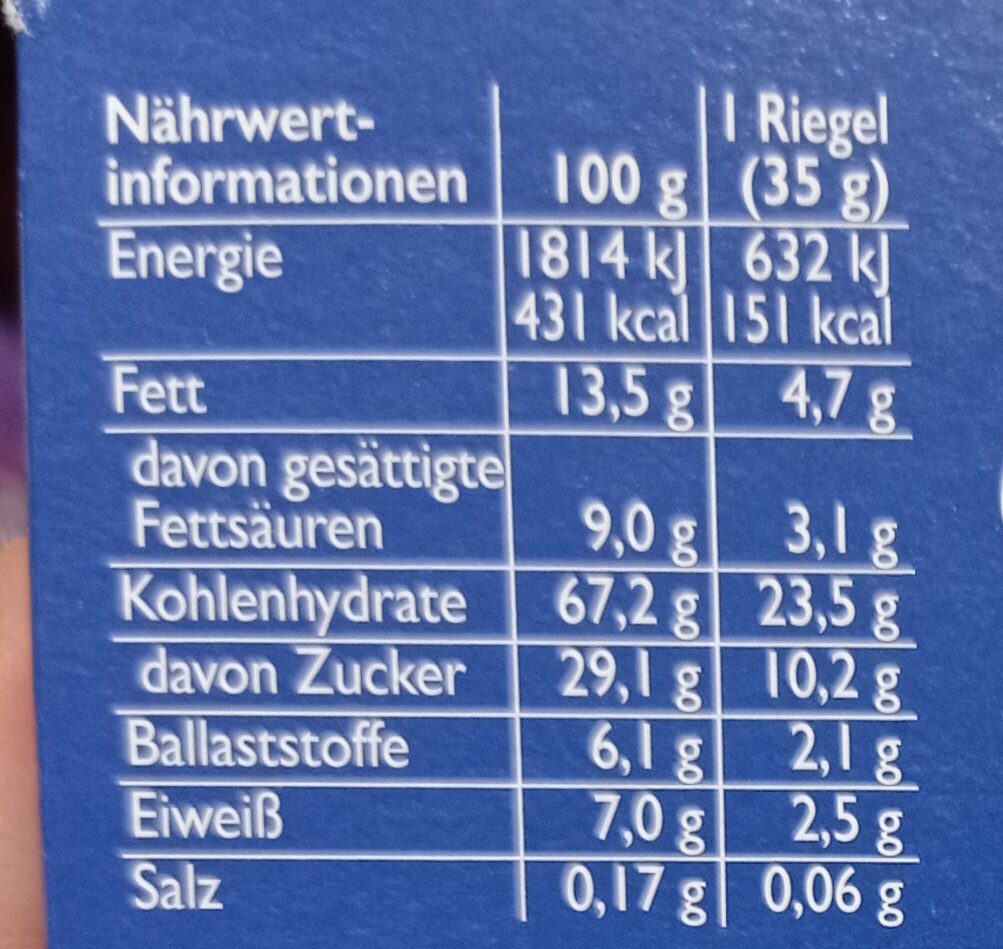 Nährwert- 1 Riegel
informationen 100 g (35 g)
Energie 1814 kJ 632 kJ
431 kcal 151 kcal
Fett 13,5 g 4,7 g
davon gesättigte
Fettsäuren 9,0 g 3,1 g
Kohlenhydrate 67,2 g 23,5 g
davon Zucker 29,1 g 10,2 g
Ballaststoffe 6,1 g 2,1 g
Eiweiß 7,0 g 2,5 g
Salz 0,17 g 0,06 g